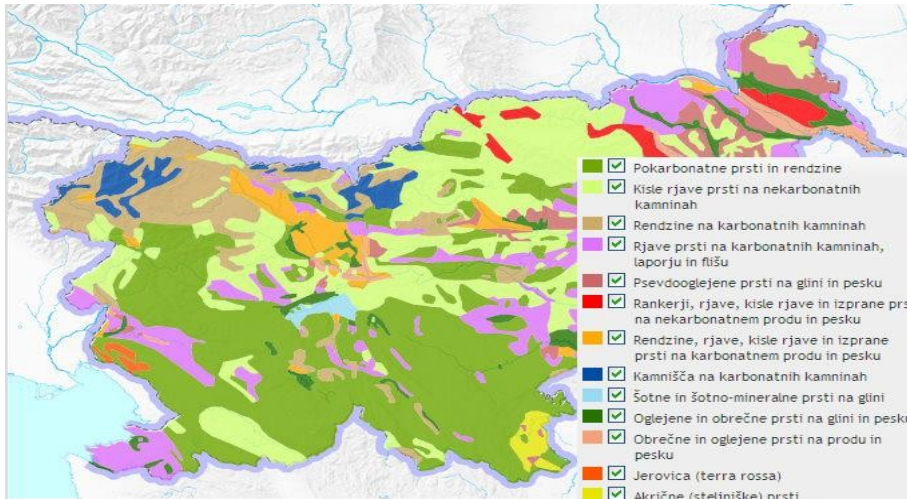 Pokarbonatne prsti in rendzine
Kisle rjave prsti na nekarbonatnih
kamninah
Rendzine na karbonatnih kamninah
Rjave prsti na karbonatnih kamninah,
laporju in flišu
Psevdooglejene prsti na glini in pesku
Rankerji, rjave, kisle rjave in izprane prs
na nekarbonatnem produ in pesku
Rendzine, rjave, kisle rjave in izprane
prsti na karbonatnem produ in pesku
Kamnišča na karbonatnih kamninah
Šotne in šotno-mineralne prsti na glini
Oglejene in obrečne prsti na glini in pesku
Obrečne in oglejene prsti na produ in
pesku
Jerovica (terra rossa)
Akrične (steljniške) prsti